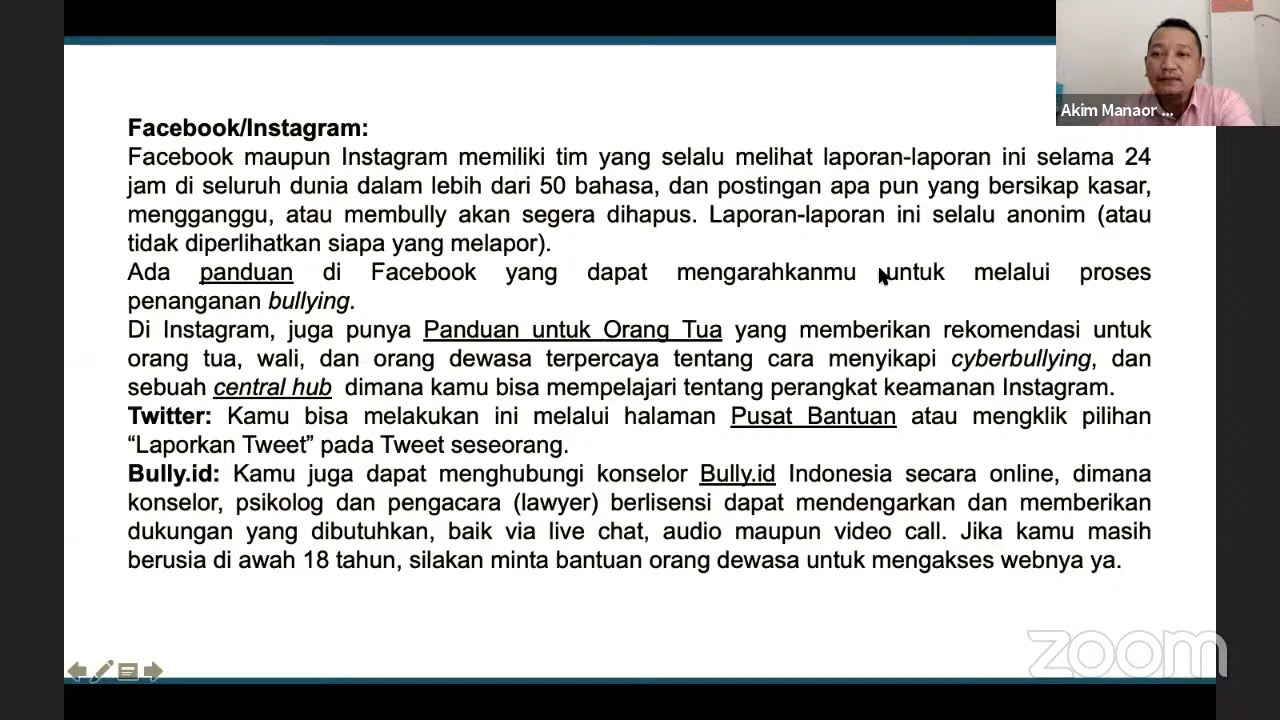 Akim Manaor ...
Facebook/Instagram:
Facebook maupun Instagram memiliki tim yang selalu melihat laporan-laporan ini selama 24
jam di seluruh dunia dalam lebih dari 50 bahasa, dan postingan apa pun yang bersikap kasar,
mengganggu, atau membully akan segera dihapus. Laporan-laporan ini selalu anonim (atau
tidak diperlihatkan siapa yang melapor).
Ada panduan di Facebook yang dapat mengarahkanmu untuk melalui proses
penanganan bullying.
Di Instagram, juga punya Panduan untuk Orang Tua yang memberikan rekomendasi untuk
orang tua, wali, dan orang dewasa terpercaya tentang cara menyikapi cyberbullying, dan
sebuah central hub dimana kamu bisa mempelajari tentang perangkat keamanan Instagram.
Twitter: Kamu bisa melakukan ini melalui halaman Pusat Bantuan atau mengklik pilihan
“Laporkan Tweet” pada Tweet seseorang.
Bully.id: Kamu juga dapat menghubungi konselor Bully.id Indonesia secara online, dimana
konselor, psikolog dan pengacara (lawyer) berlisensi dapat mendengarkan dan memberikan
dukungan yang dibutuhkan, baik via live chat, audio maupun video call. Jika kamu masih
berusia di awah 18 tahun, silakan minta bantuan orang dewasa untuk mengakses webnya ya.
zoom